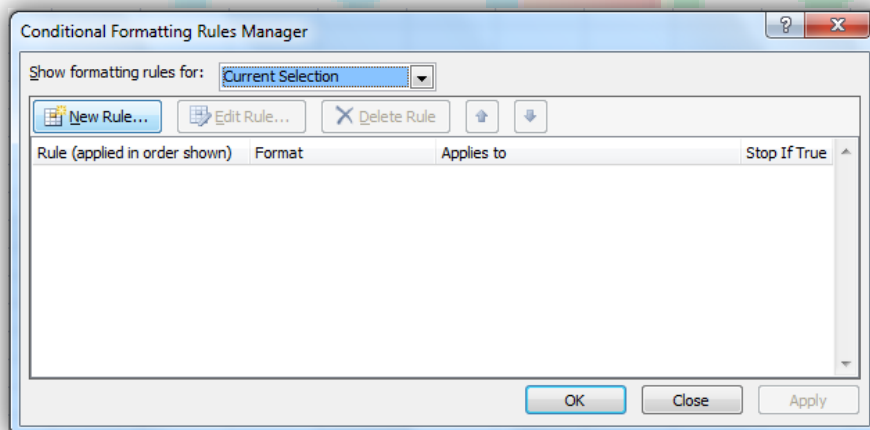 Conditional Formatting Rules Manager
Show formatting rules for: Current Selection
New Rule... Edit Rule... Delete Rule
Rule (applied in order shown) Format Applies to Stop If True
OK Close Apply